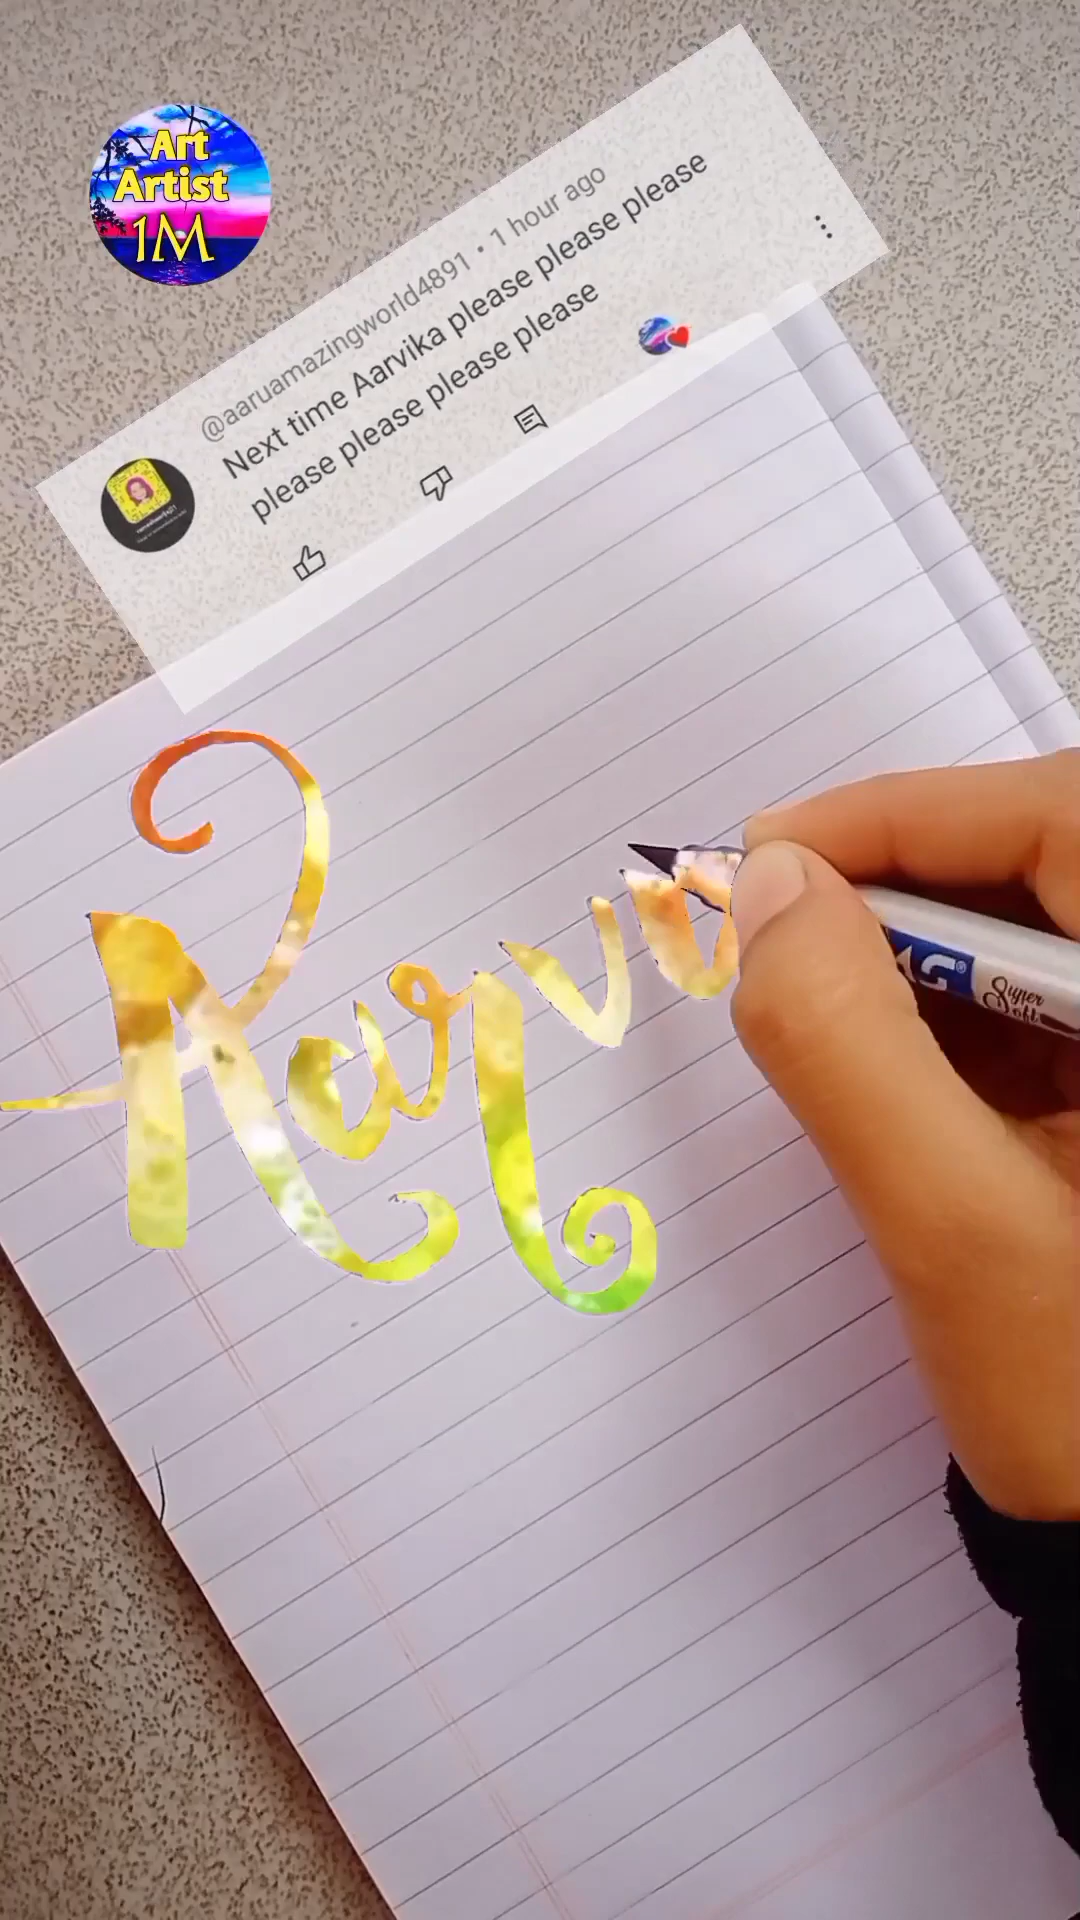 Art
Artist
1M
@aaruamazingworld4891 • 1 hour ago
Next time Aarvika please please please
please please please please
Aarv
G®
Super
Soft